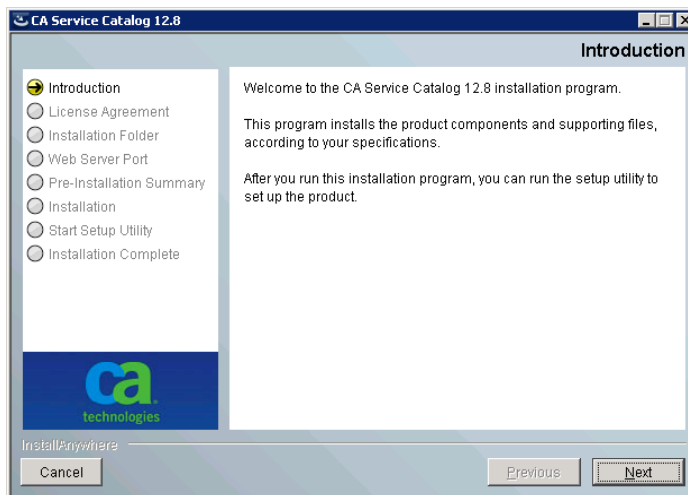 CA Service Catalog 12.8
Introduction
Introduction
License Agreement
Installation Folder
Web Server Port
Pre-Installation Summary
Installation
Start Setup Utility
Installation Complete
Welcome to the CA Service Catalog 12.8 installation program.
This program installs the product components and supporting files,
according to your specifications.
After you run this installation program, you can run the setup utility to
set up the product.
ca
technologies
InstallAnywhere
Cancel
Previous
Next